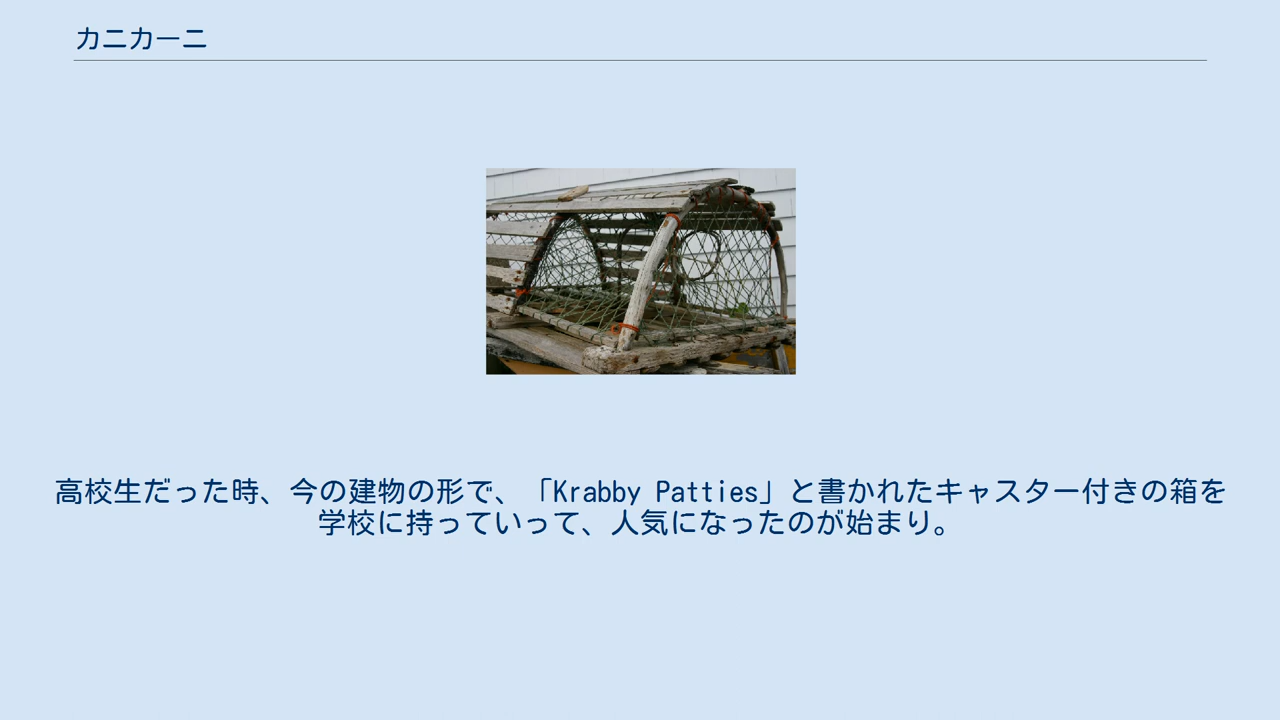 カニカーニ
高校生だった時、今の建物の形で、「Krabby Patties」と書かれたキャスター付きの箱を
学校に持っていって、人気になったのが始まり。